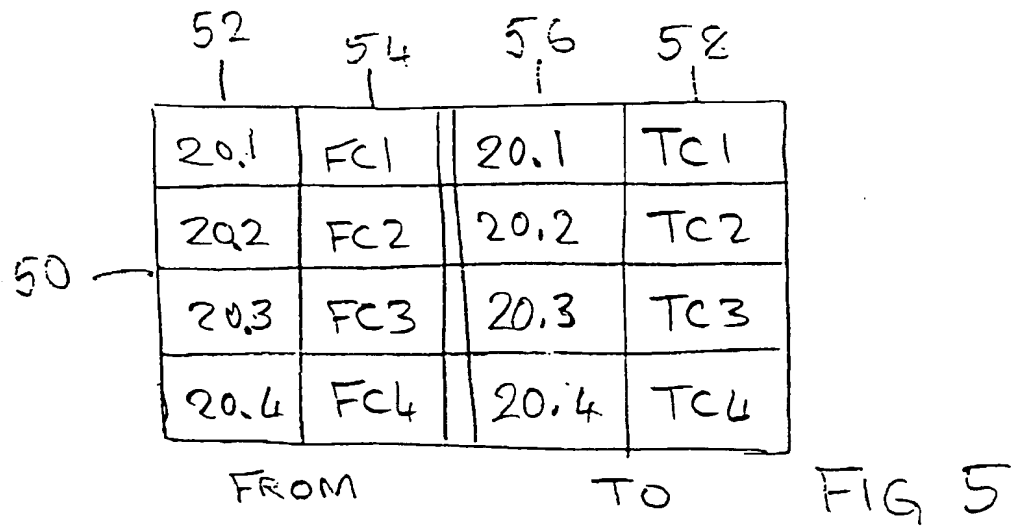 52 54 56 58
20.1 FC1 20.1 TC1
20.2 FC2 20.2 TC2
50
20.3 FC3 20.3 TC3
20.4 FC4 20.4 TC4
FROM TO FIG 5